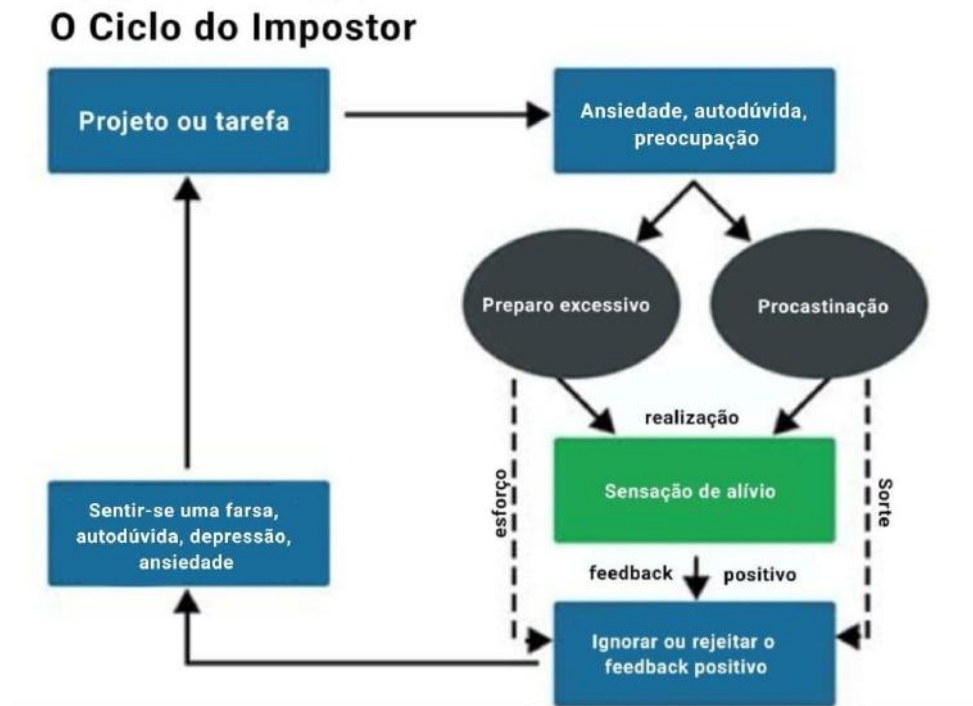 O Ciclo do Impostor
Projeto ou tarefa
Ansiedade, autodúvida,
preocupação
Preparo excessivo
Procastinação
realização
esforço
Sensação de alívio
Sorte
feedback
positivo
Ignorar ou rejeitar o
feedback positivo
Sentir-se uma farsa,
autodúvida, depressão,
ansiedade